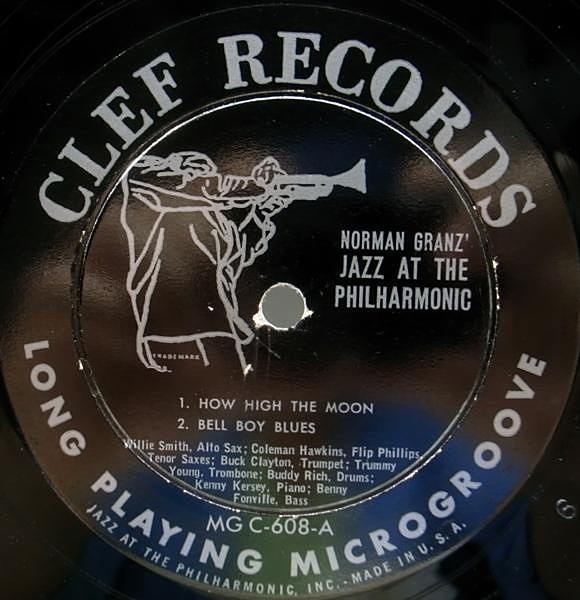 CLEF RECORDS
NORMAN GRANZ'
JAZZ AT THE
PHILHARMONIC
TRADEMARK
1. HOW HIGH THE MOON
2. BELL BOY BLUES
Willie Smith, Alto Sax; Coleman Hawkins, Flip Phillips,
Tenor Saxes; Buck Clayton, Trumpet; Trummy
Young, Trombone; Buddy Rich, Drums;
Kenny Kersey, Piano; Benny
Fonville, Bass
MG C-608-A
LONG PLAYING MICROGROOVE
JAZZ AT THE PHILHARMONIC, INC.-MADE IN U.S.A.